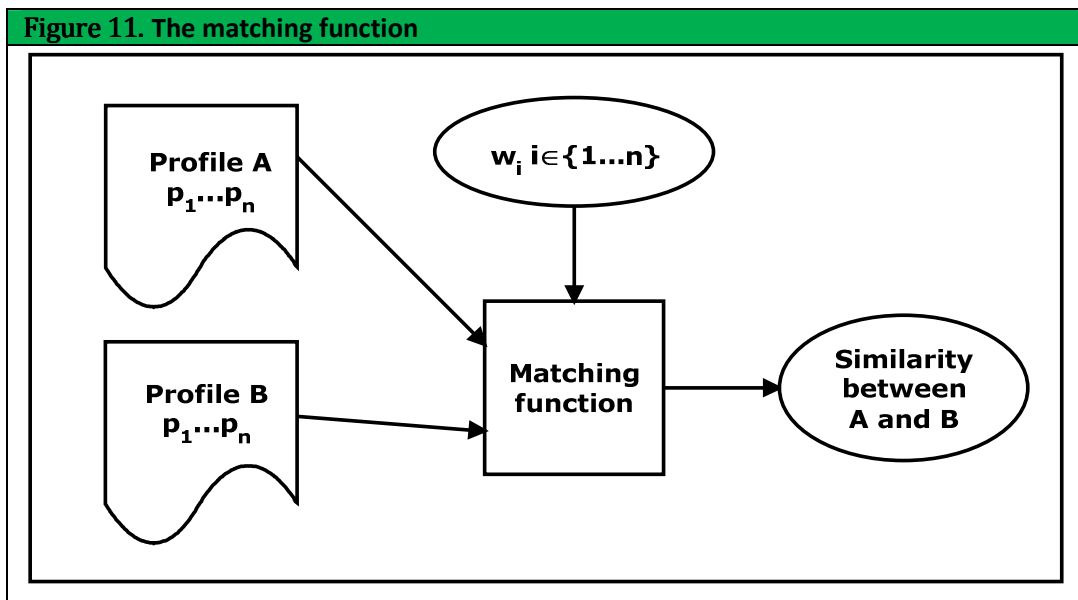 Figure 11. The matching function
Profile A
p₁...pₙ
wᵢ i∈{1...n}
Profile B
p₁...pₙ
Matching
function
Similarity
between
A and B